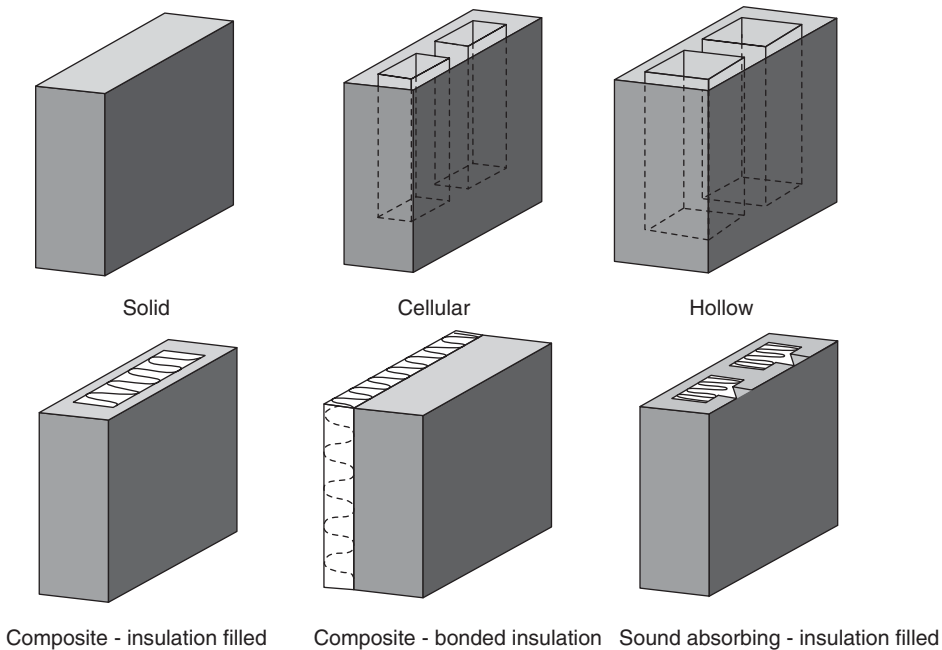 Solid
Cellular
Hollow
Composite - insulation filled
Composite - bonded insulation
Sound absorbing - insulation filled